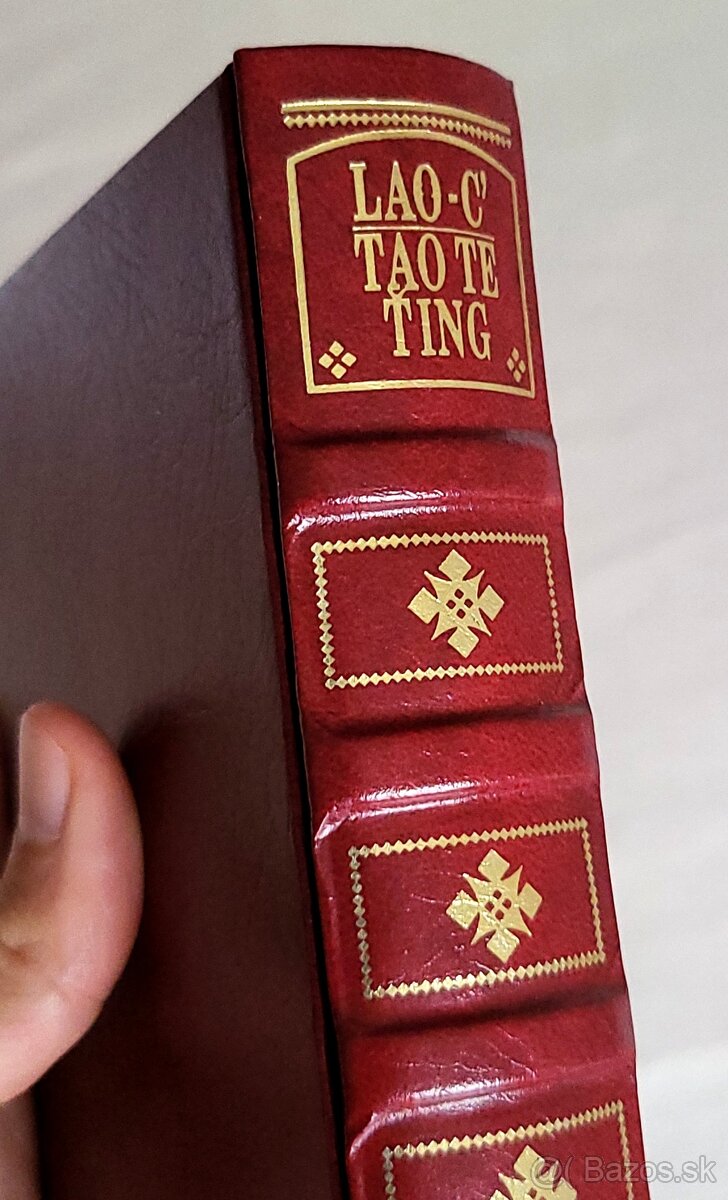 LAO-C'
TAO TE
ŤING
@( Bazos.sk